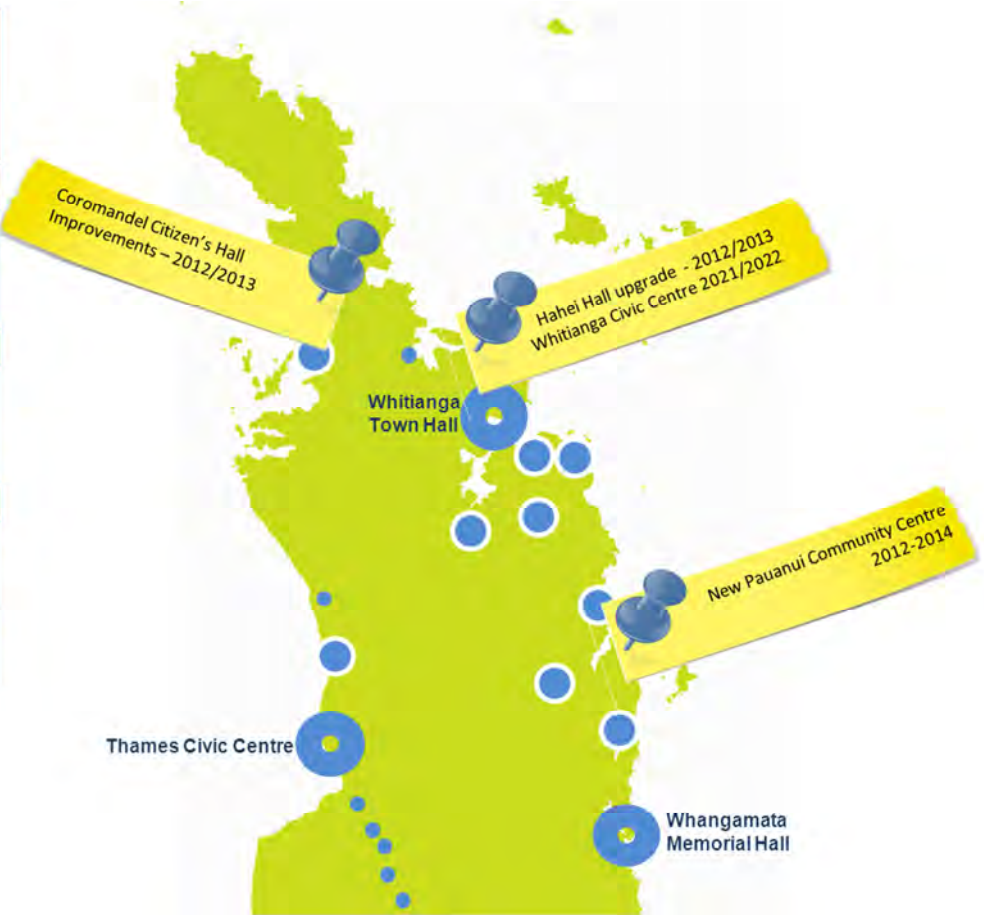 Coromandel Citizen's Hall
Improvements – 2012/2013
Hahei Hall upgrade - 2012/2013
Whitianga Civic Centre 2021/2022
Whitianga
Town Hall
New Pauanui Community Centre
2012-2014
Thames Civic Centre
Whangamata
Memorial Hall